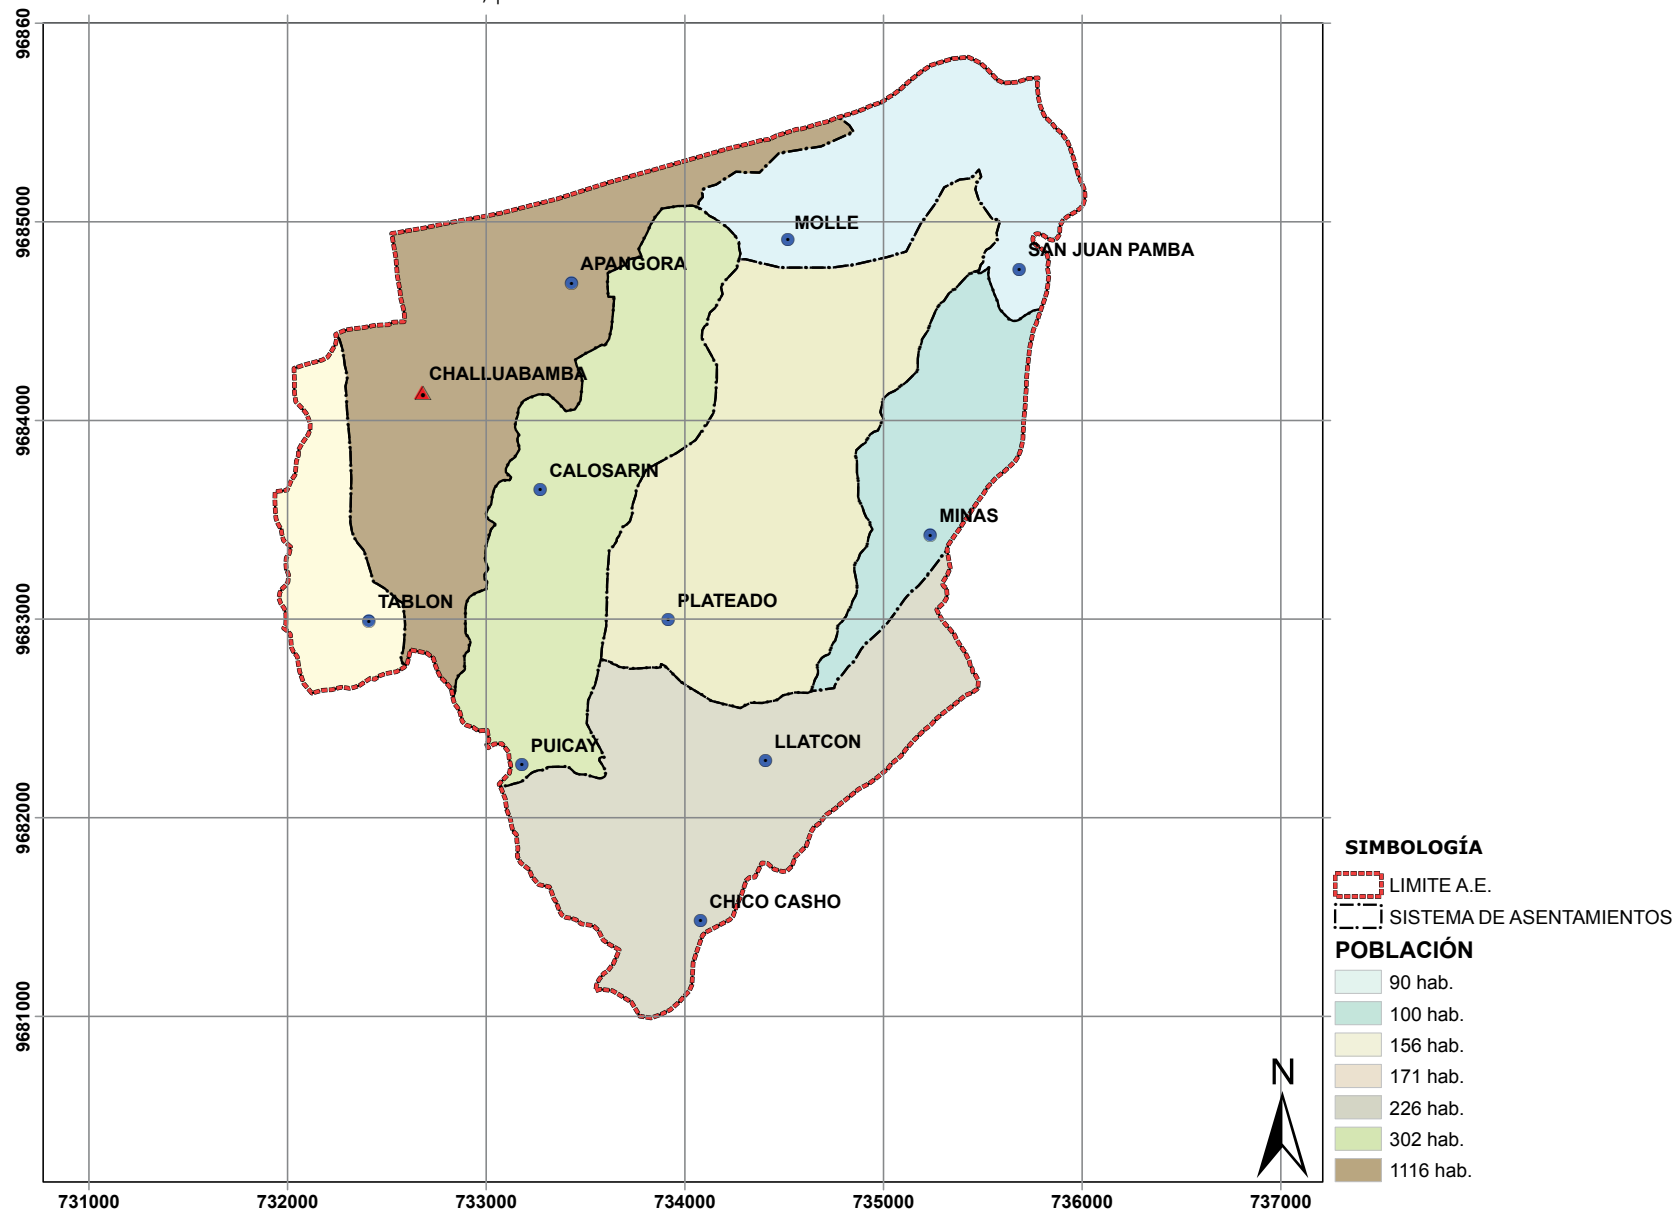 9686000
9685000
9684000
9683000
9682000
9681000
MOLLE
SAN JUAN PAMBA
APANGORA
CHALLUABAMBA
CALOSARIN
MINAS
TABLON
PLATEADO
PUICAY
LLATCON
CHICO CASHO
SIMBOLOGÍA
LIMITE A.E.
SISTEMA DE ASENTAMIENTOS
POBLACIÓN
90 hab.
100 hab.
156 hab.
171 hab.
226 hab.
302 hab.
1116 hab.
N
731000 732000 733000 734000 735000 736000 737000